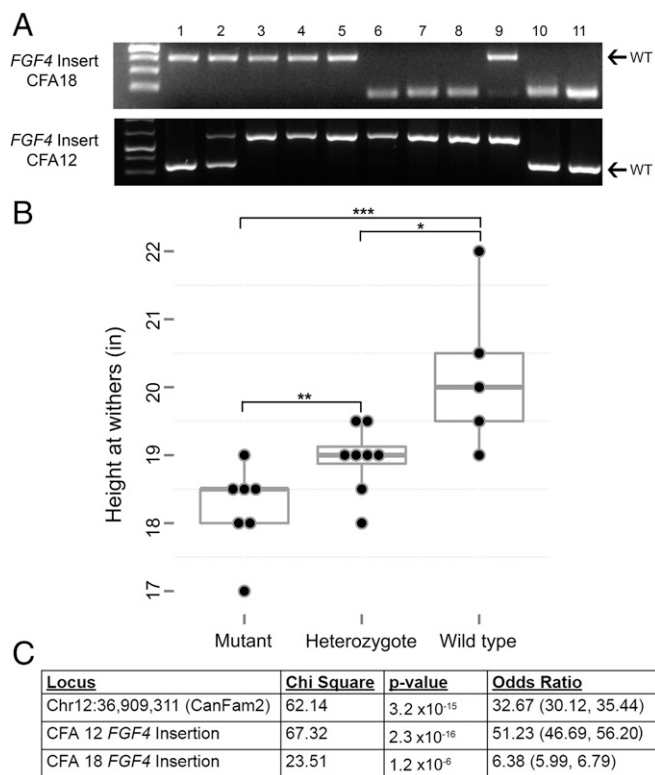 A
1 2 3 4 5 6 7 8 9 10 11
FGF4 Insert
CFA18
←WT
FGF4 Insert
CFA12
←WT
B
***
*
**
Height at withers (in)
22
21
20
19
18
17
Mutant Heterozygote Wild type
C
Locus Chi Square p-value Odds Ratio
Chr12:36,909,311 (CanFam2) 62.14 3.2 x10⁻¹⁵ 32.67 (30.12, 35.44)
CFA 12 FGF4 Insertion 67.32 2.3 x10⁻¹⁶ 51.23 (46.69, 56.20)
CFA 18 FGF4 Insertion 23.51 1.2 x10⁻⁶ 6.38 (5.99, 6.79)